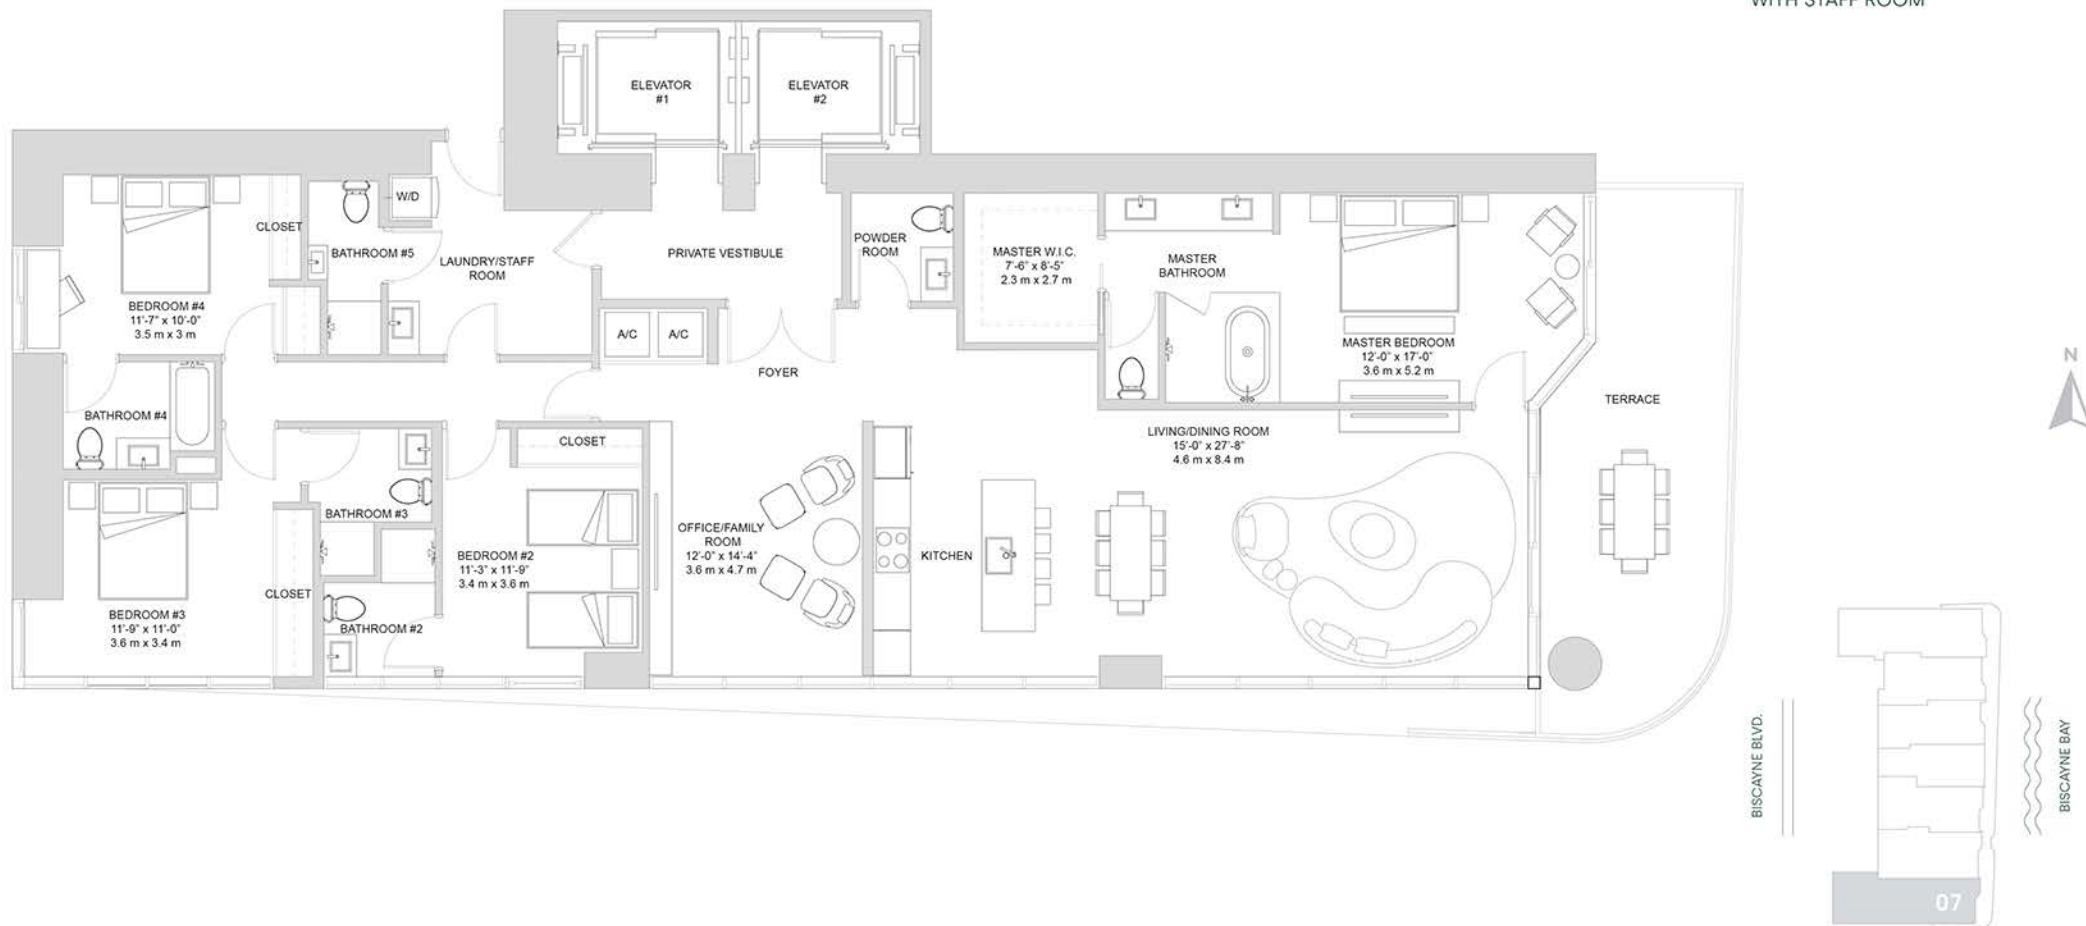 WITH STAFF ROOM
ELEVATOR
#1
ELEVATOR
#2
W/D
CLOSET
BATHROOM #5
LAUNDRY/STAFF
ROOM
PRIVATE VESTIBULE
POWDER
ROOM
MASTER W.I.C.
7'-6" x 8'-5"
2.3 m x 2.7 m
MASTER
BATHROOM
BEDROOM #4
11'-7" x 10'-0"
3.5 m x 3 m
A/C
A/C
MASTER BEDROOM
12'-0" x 17'-0"
3.6 m x 5.2 m
N
FOYER
TERRACE
BATHROOM #4
CLOSET
LIVING/DINING ROOM
15'-0" x 27'-8"
4.6 m x 8.4 m
BATHROOM #3
OFFICE/FAMILY
ROOM
12'-0" x 14'-4"
3.6 m x 4.7 m
BEDROOM #2
11'-3" x 11'-9"
3.4 m x 3.6 m
KITCHEN
CLOSET
BEDROOM #3
11'-9" x 11'-0"
3.6 m x 3.4 m
BATHROOM #2
BISCAYNE BLVD.
BISCAYNE BAY
07